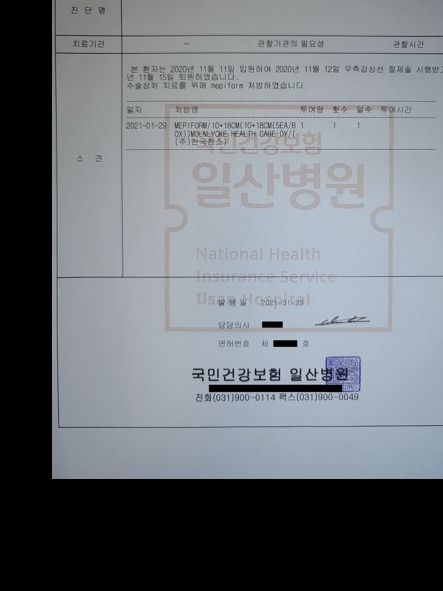 진 단 명
치료기간 — 관찰기관의 필요성 관찰시간
본 환자는 2020년 11월 11일 입원하여 2020년 11월 12일 우측갑상선 절제술 시행받고
년 11월 15일 퇴원하였습니다.
수술상처 치료를 위해 mepiform 처방하였습니다.
일자 처방명 투여량 횟수 일수 투여시간
2021-01-29 MEPIFORM/10*18CM(10*18CM(5EA/B 1 1 1
OX))MOLNLYCKE HEALTH CARE OY/(
(주)한국젬스)
소 견
국민건강보험
일산병원
National Health
Insurance Service
Ilsan Hospital
발 행 일 2021-01-29
담당의사
면허번호 제 호
국민건강보험 일산병원
전화(031)900-0114 팩스(031)900-0049